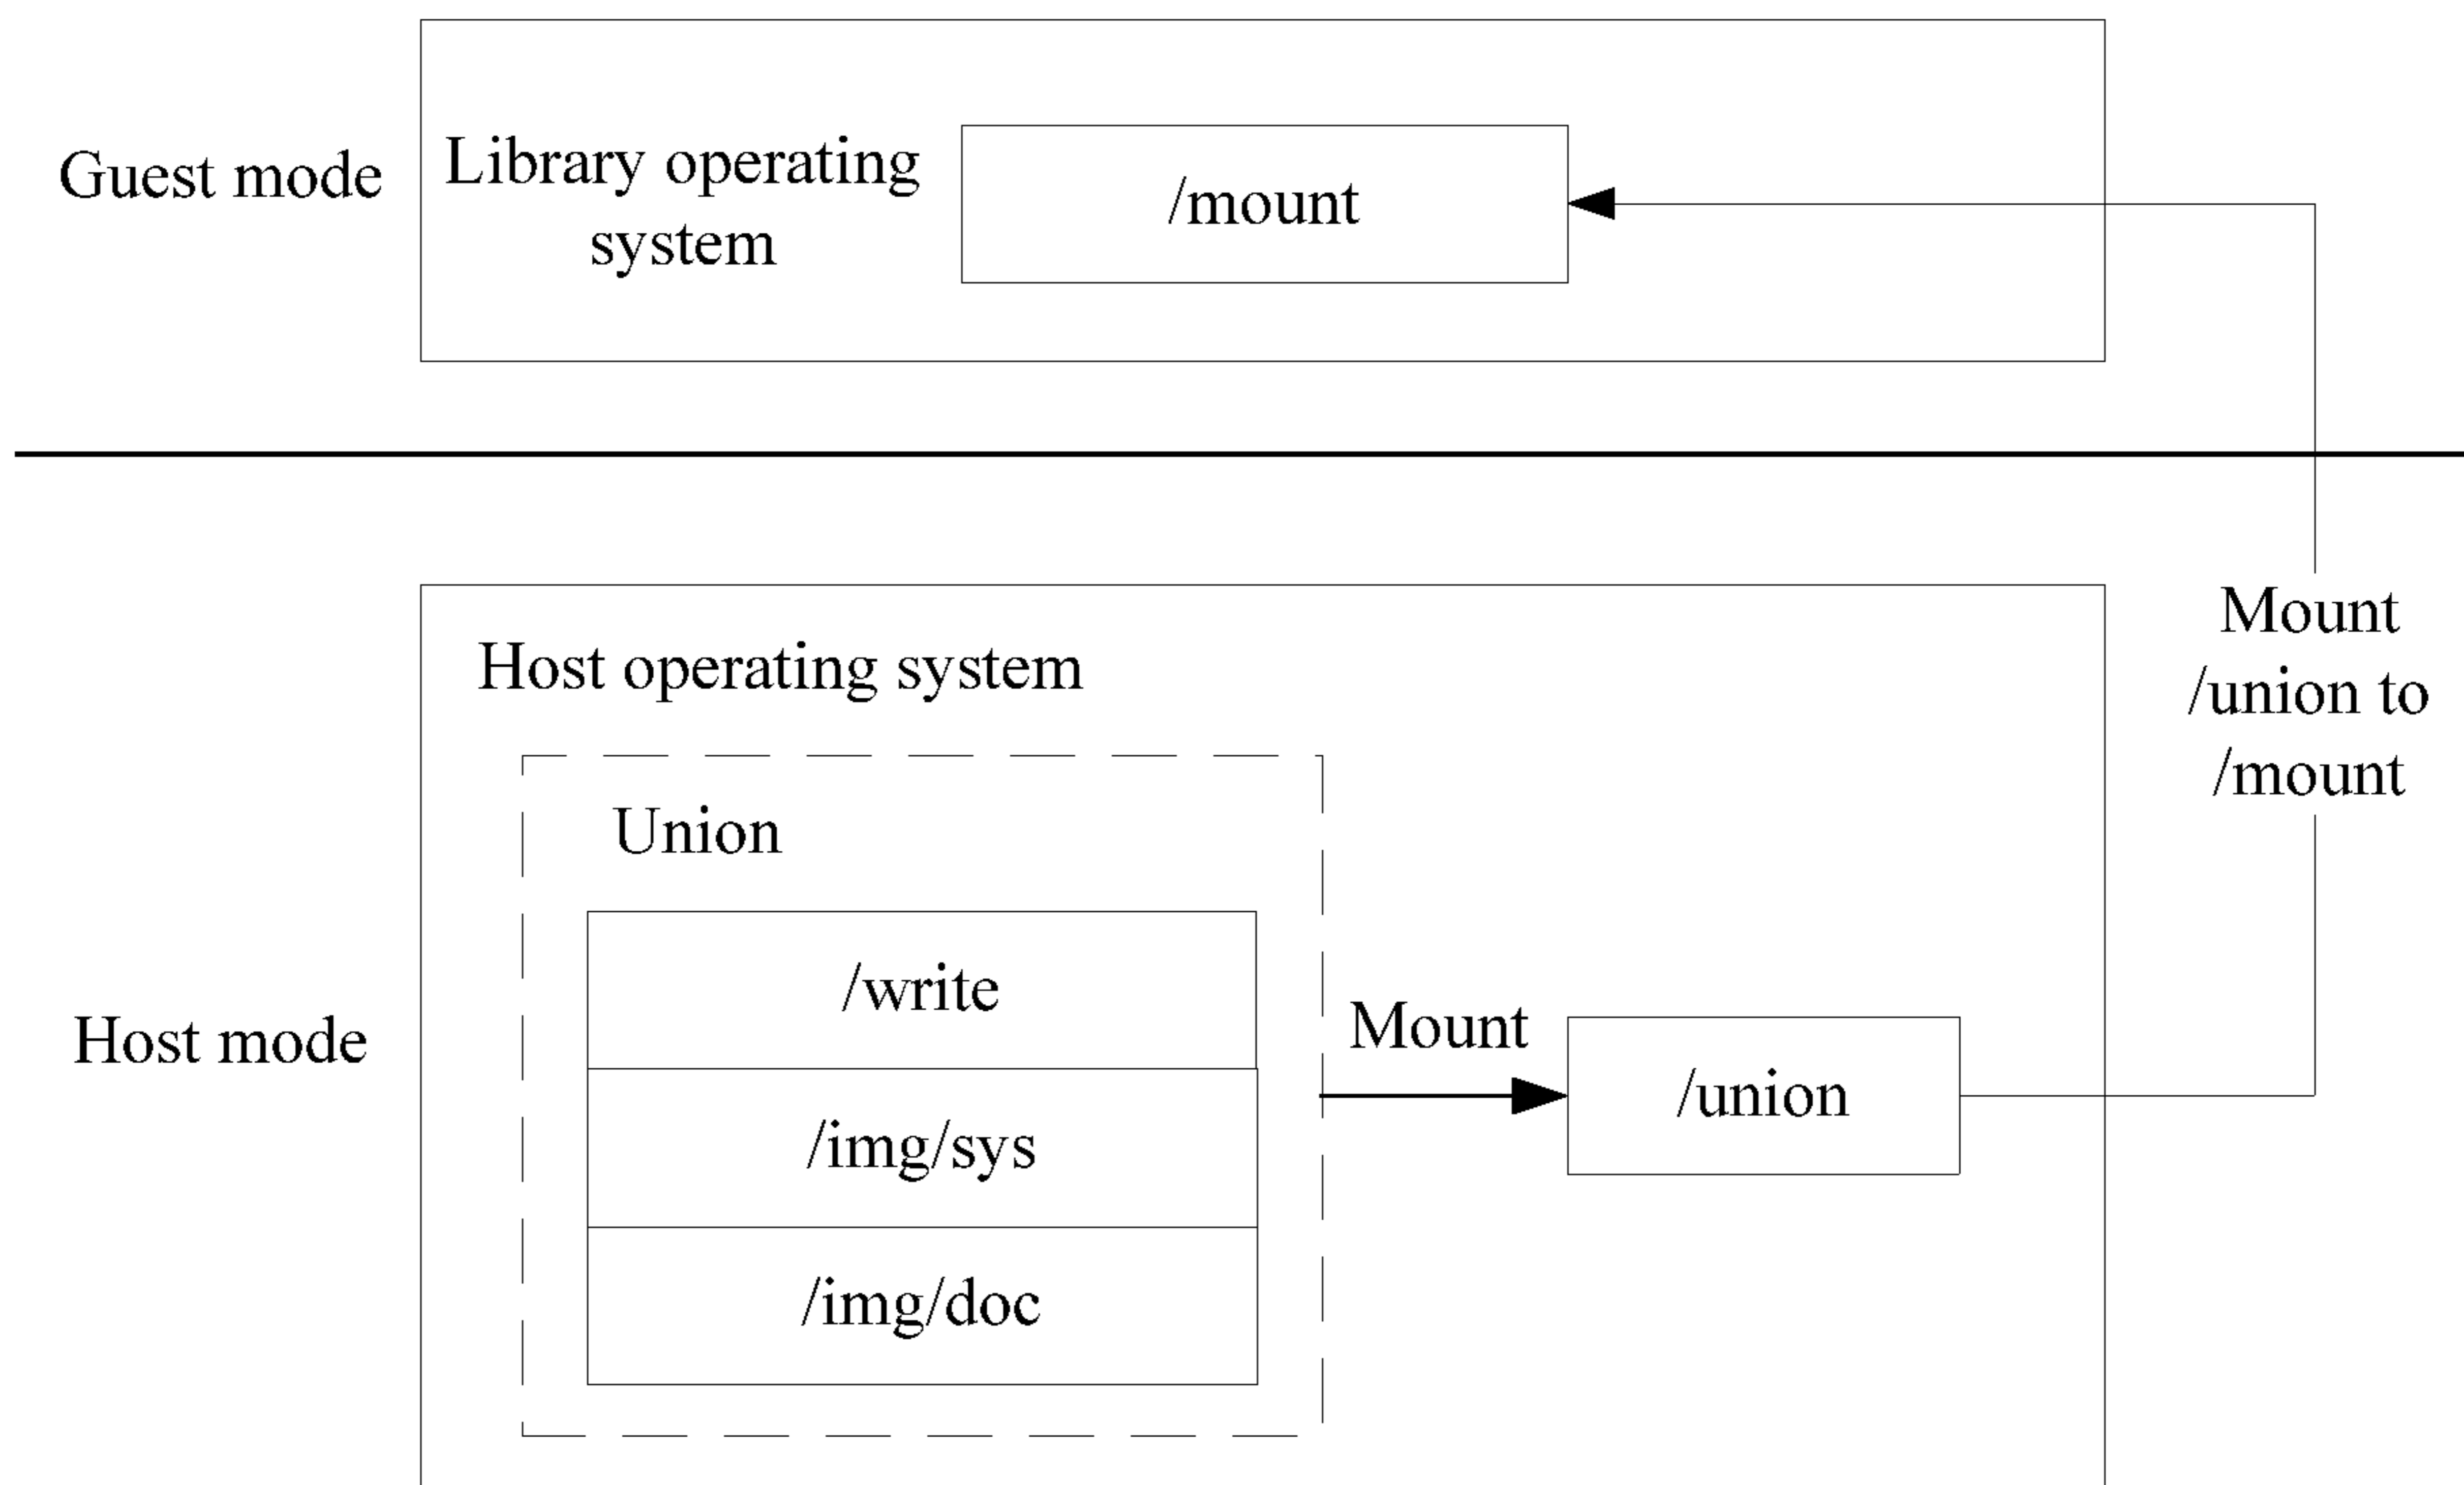 Guest mode
Library operating
system
/mount
Host operating system
Mount
/union to
/mount
Union
/write
Host mode
Mount
/union
/img/sys
/img/doc